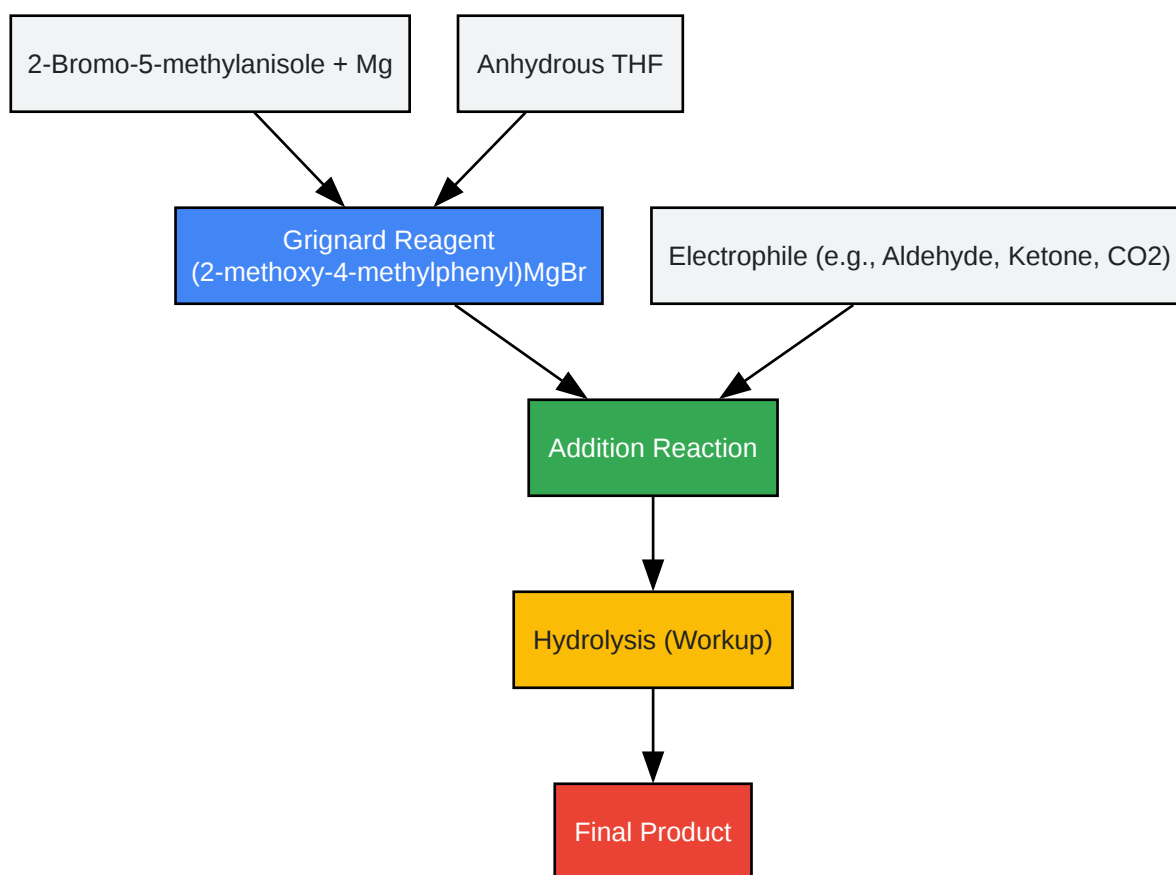 2-Bromo-5-methylanisole + Mg
Anhydrous THF
Grignard Reagent
(2-methoxy-4-methylphenyl)MgBr
Electrophile (e.g., Aldehyde, Ketone, CO2)
Addition Reaction
Hydrolysis (Workup)
Final Product